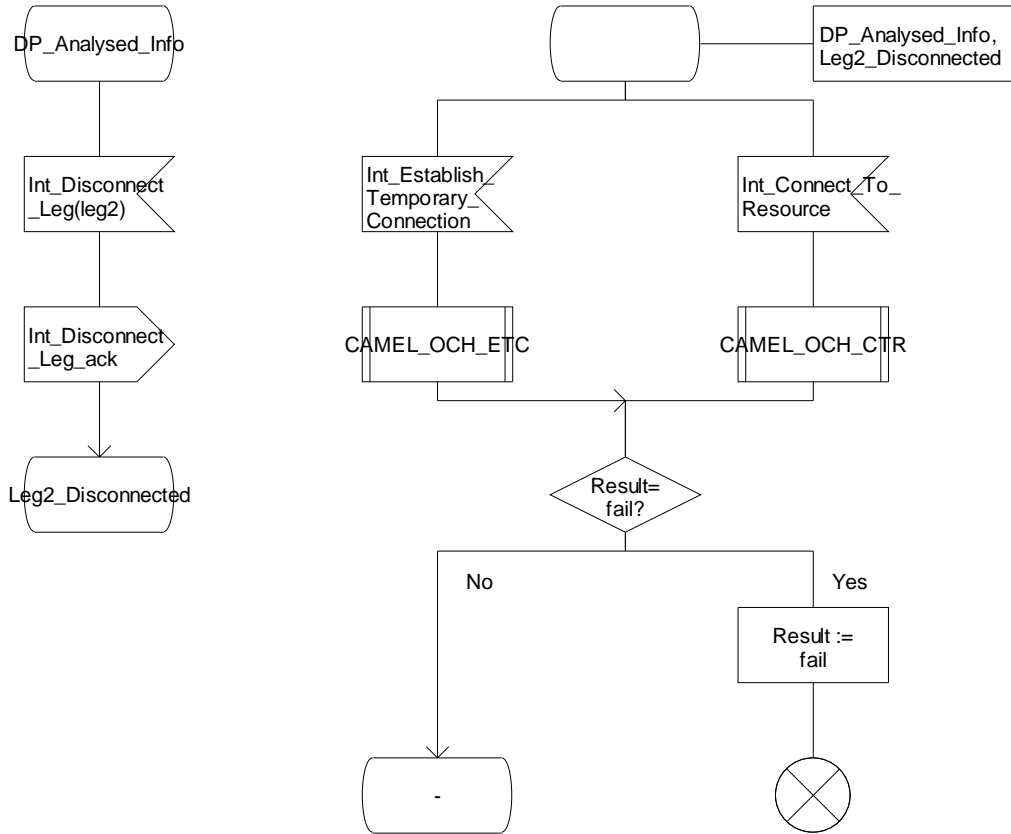 DP_Analysed_Info
DP_Analysed_Info,
Leg2_Disconnected
Int_Disconnect
_Leg(leg2)
Int_Establish_
Temporary_
Connection
Int_Connect_To_
Resource
Int_Disconnect
_Leg_ack
CAMEL_OCH_ETC
CAMEL_OCH_CTR
Leg2_Disconnected
Result=
fail?
No
Yes
Result :=
fail
-